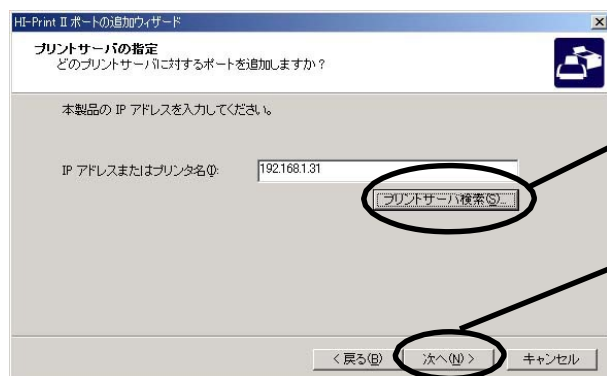 HI-Print II ポートの追加ウィザード
プリントサーバの指定
どのプリントサーバに対するポートを追加しますか？
本製品の IP アドレスを入力してください。
IP アドレスまたはプリンタ名(I): 192.168.1.31
プリントサーバ検索(S)...
< 戻る(B) 次へ(N) > キャンセル